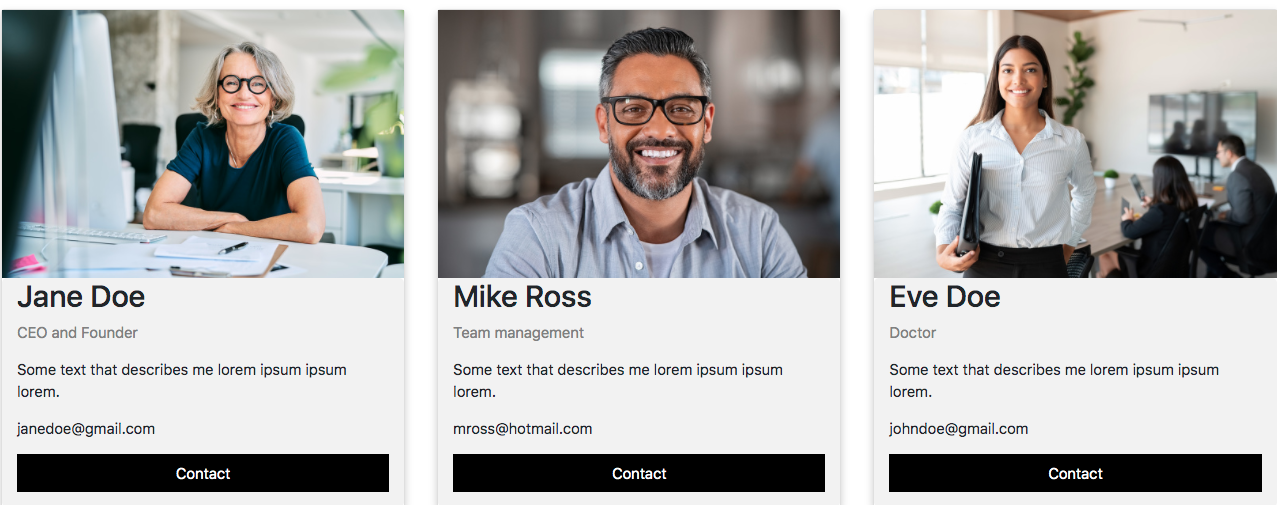 Jane Doe
CEO and Founder
Some text that describes me lorem ipsum ipsum
lorem.
janedoe@gmail.com
Contact
Mike Ross
Team management
Some text that describes me lorem ipsum ipsum
lorem.
mross@hotmail.com
Contact
Eve Doe
Doctor
Some text that describes me lorem ipsum ipsum
lorem.
johndoe@gmail.com
Contact